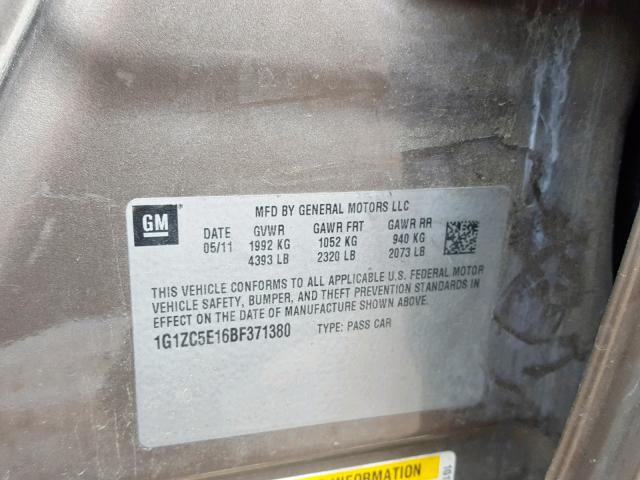 GM
MFD BY GENERAL MOTORS LLC
DATE GVWR GAWR FRT GAWR RR
05/11 1992 KG 1052 KG 940 KG
4393 LB 2320 LB 2073 LB
THIS VEHICLE CONFORMS TO ALL APPLICABLE U.S. FEDERAL MOTOR
VEHICLE SAFETY, BUMPER, AND THEFT PREVENTION STANDARDS IN
EFFECT ON THE DATE OF MANUFACTURE SHOWN ABOVE.
1G1ZC5E16BF371380 TYPE: PASS CAR
INFORMATION